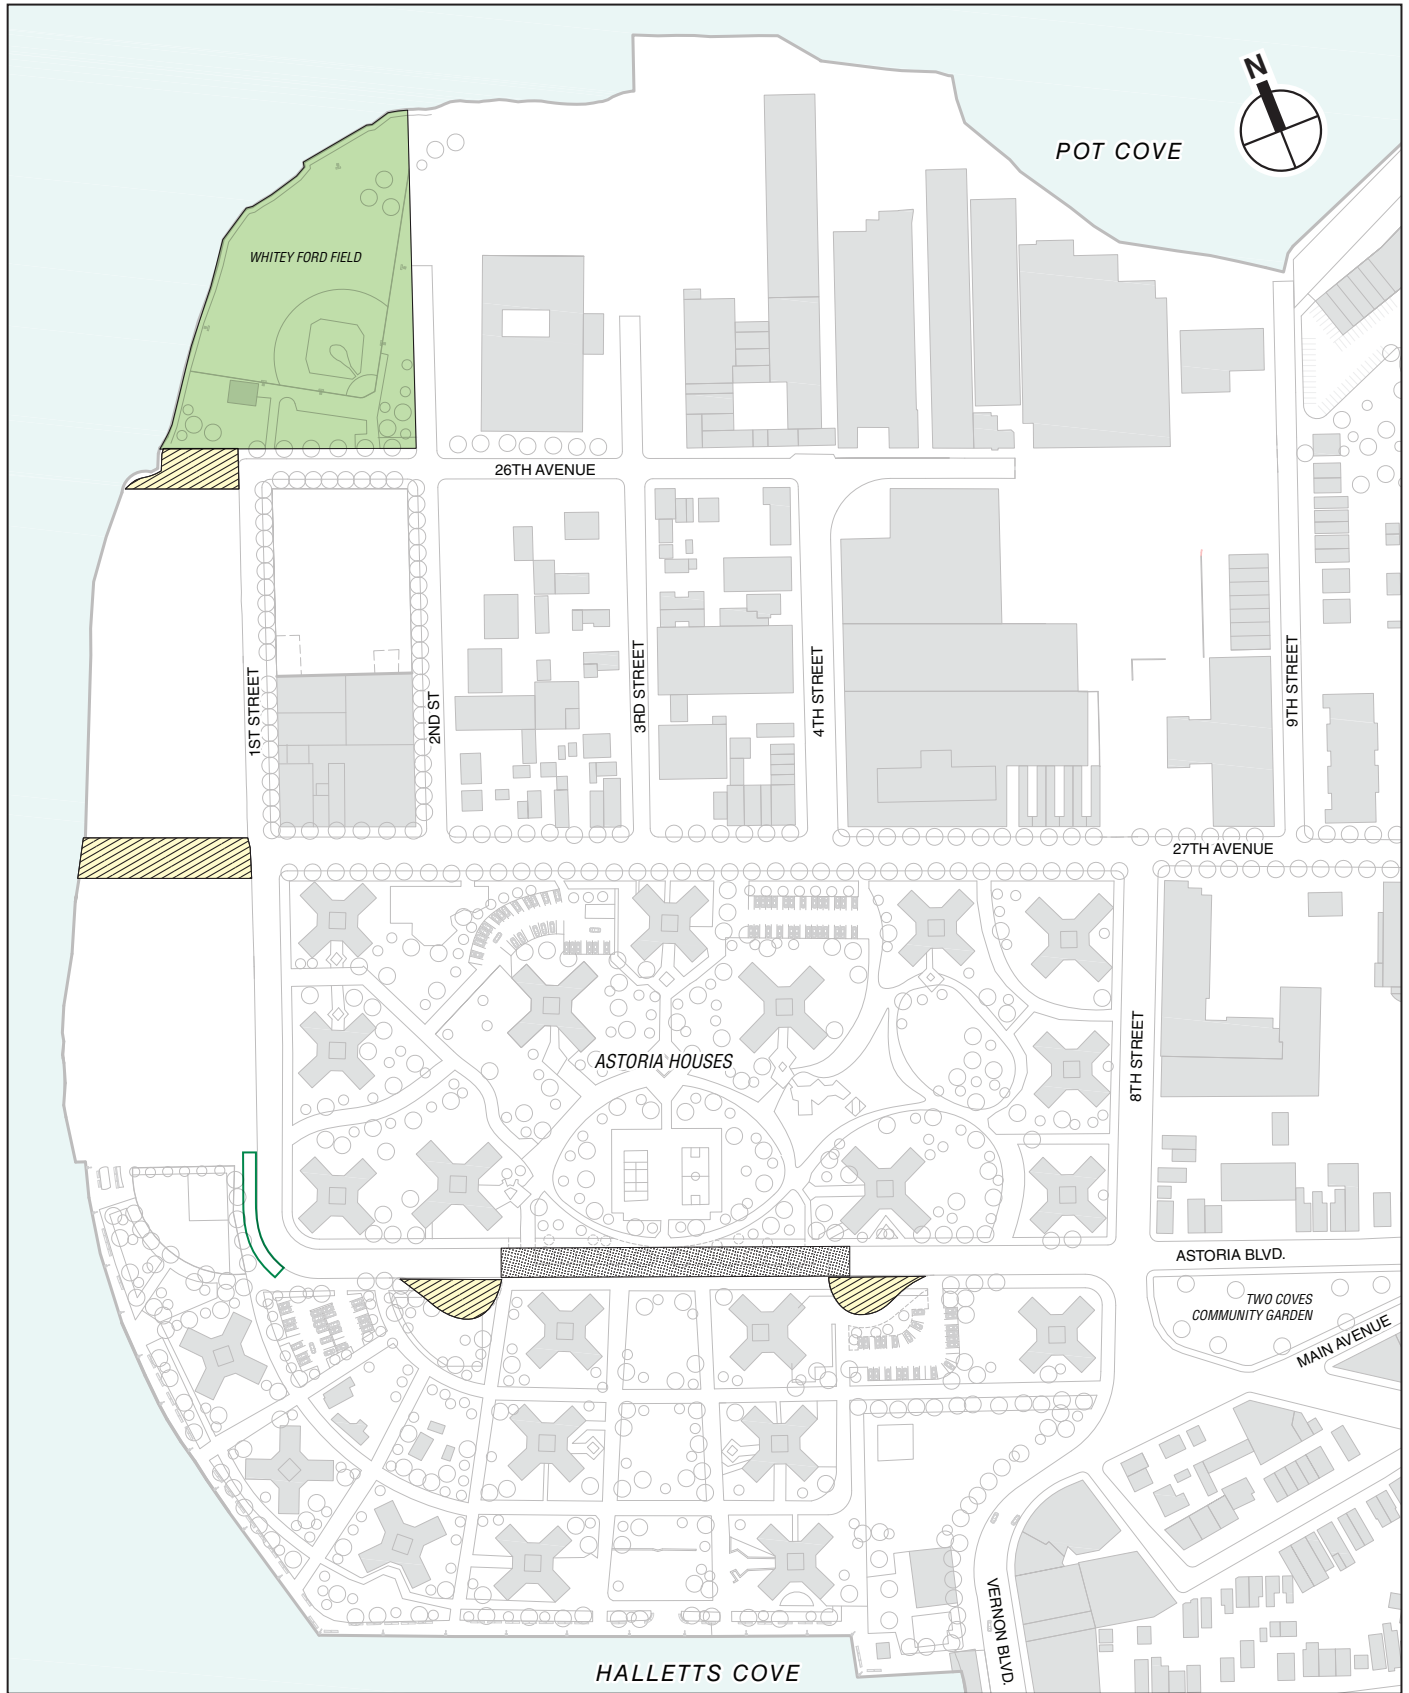 N
POT COVE
WHITEY FORD FIELD
26TH AVENUE
1ST STREET
2ND ST
3RD STREET
4TH STREET
9TH STREET
27TH AVENUE
ASTORIA HOUSES
8TH STREET
ASTORIA BLVD.
TWO COVES
COMMUNITY GARDEN
MAIN AVENUE
VERNON BLVD.
HALLETTS COVE